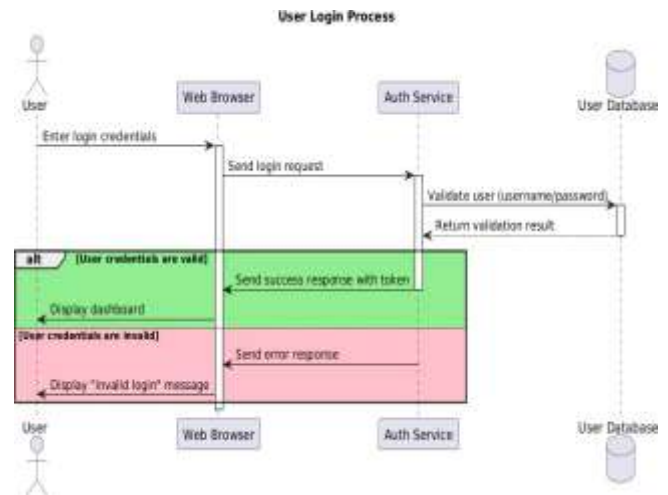 User Login Process
User
Web Browser
Auth Service
User Database
Enter login credentials
Send login request
Validate user (username/password)
Return validation result
alt
[User credentials are valid]
Send success response with token
Display dashboard
[User credentials are invalid]
Send error response
Display "Invalid login" message
User
Web Browser
Auth Service
User Database